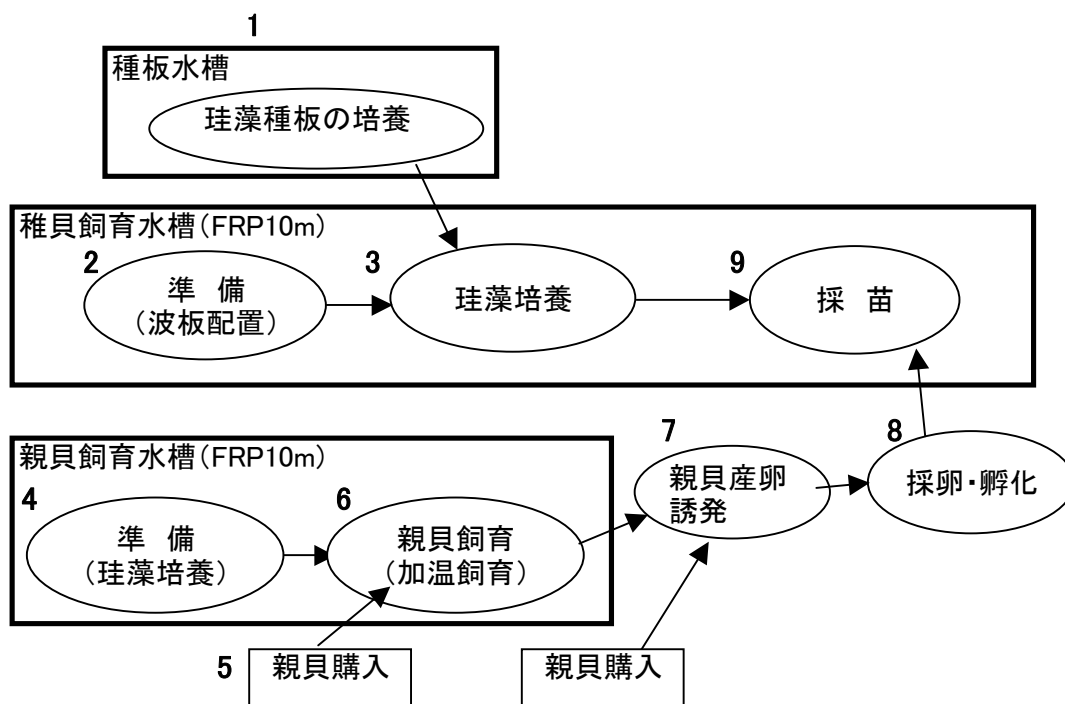 1
種板水槽
珪藻種板の培養
稚貝飼育水槽(FRP10m)
2
準 備
(波板配置)
3
珪藻培養
9
採 苗
親貝飼育水槽(FRP10m)
4
準 備
(珪藻培養)
6
親貝飼育
(加温飼育)
7
親貝産卵
誘発
8
採卵・孵化
5
親貝購入
親貝購入